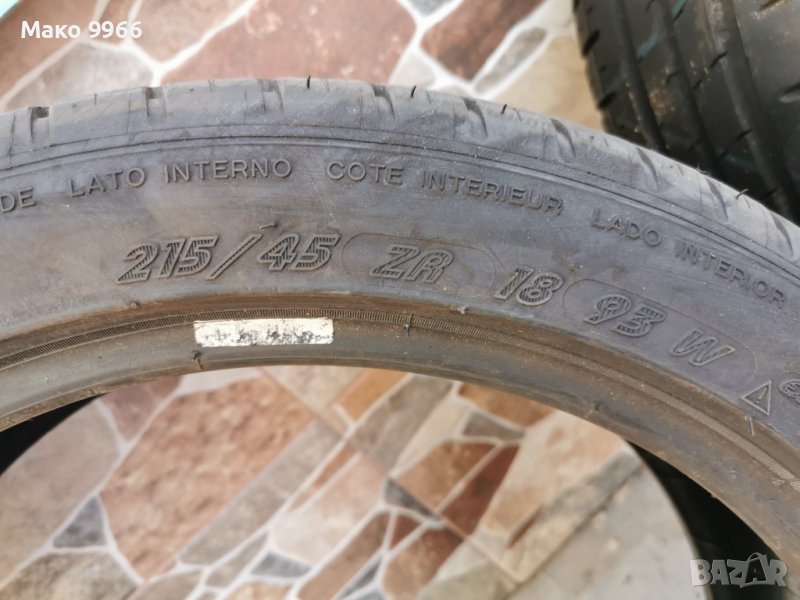 Мако 9966
DE LATO INTERNO COTE INTERIEUR LADO INTERIOR
215/45 ZR 18 93 W
BAZAR